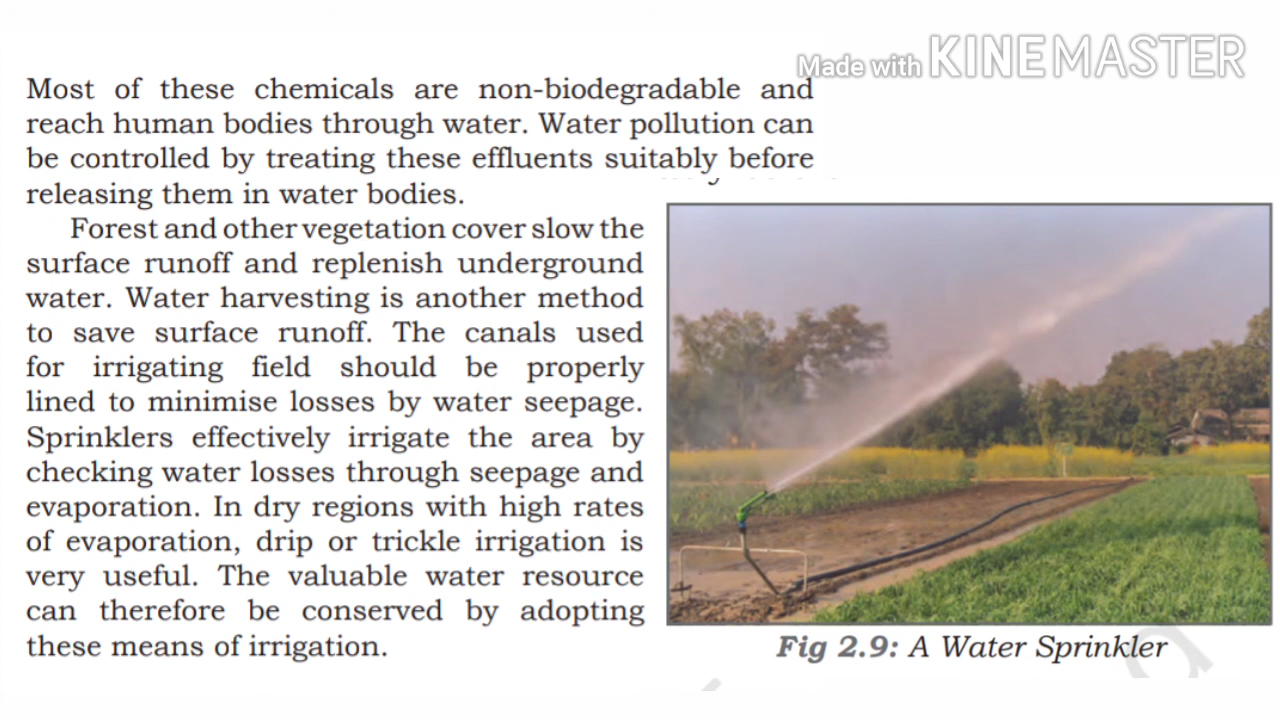 Made with KINEMASTER
Most of these chemicals are non-biodegradable and
reach human bodies through water. Water pollution can
be controlled by treating these effluents suitably before
releasing them in water bodies.
Forest and other vegetation cover slow the
surface runoff and replenish underground
water. Water harvesting is another method
to save surface runoff. The canals used
for irrigating field should be properly
lined to minimise losses by water seepage.
Sprinklers effectively irrigate the area by
checking water losses through seepage and
evaporation. In dry regions with high rates
of evaporation, drip or trickle irrigation is
very useful. The valuable water resource
can therefore be conserved by adopting
these means of irrigation.
Fig 2.9: A Water Sprinkler